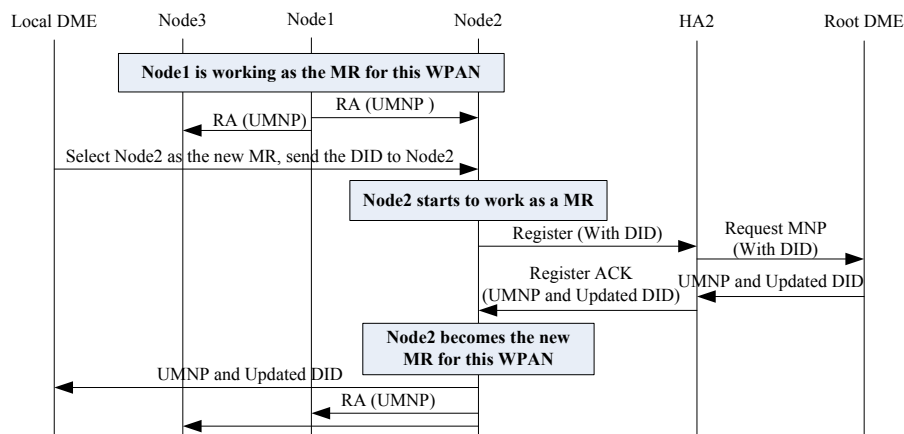 Local DME
Node3
Node1
Node2
HA2
Root DME
Node1 is working as the MR for this WPAN
RA (UMNP )
RA (UMNP)
Select Node2 as the new MR, send the DID to Node2
Node2 starts to work as a MR
Register (With DID)
Request MNP
(With DID)
Register ACK
(UMNP and Updated DID)
UMNP and Updated DID
Node2 becomes the new
MR for this WPAN
UMNP and Updated DID
RA (UMNP)